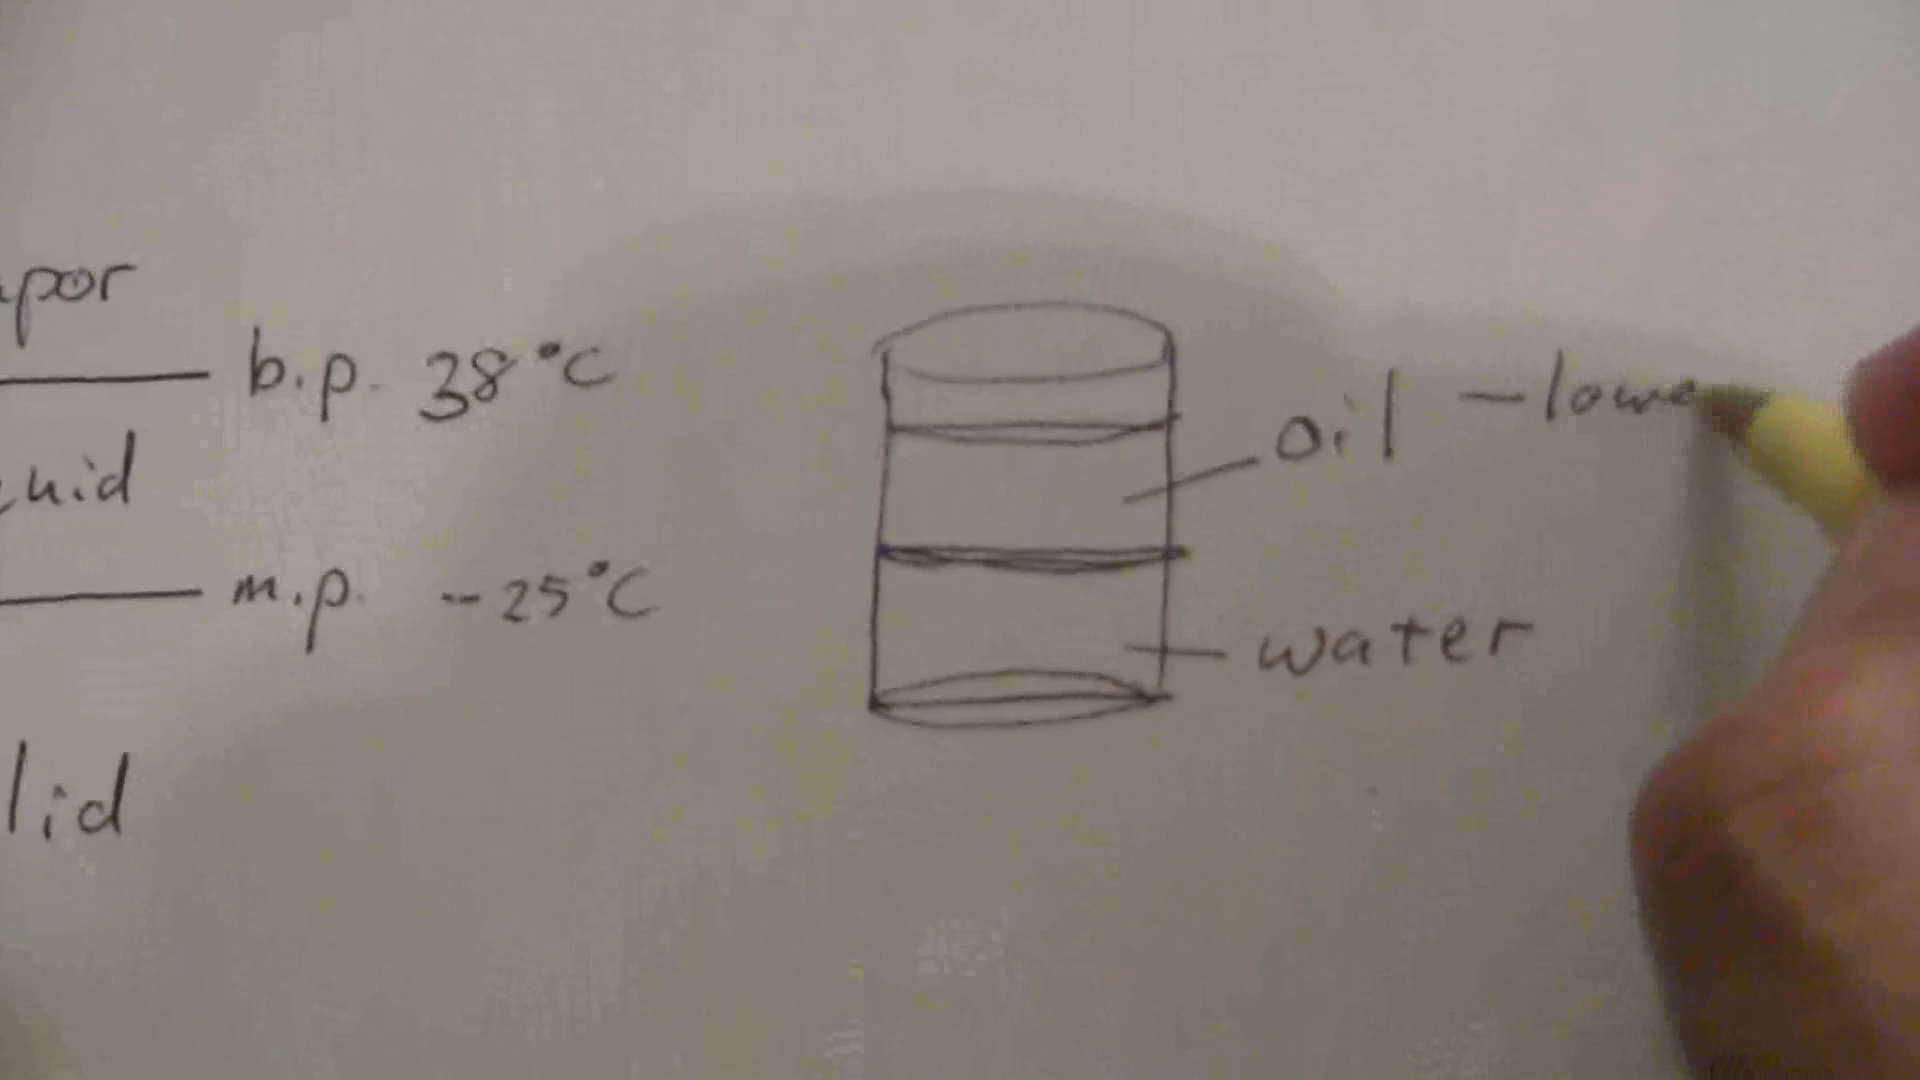 por
b.p. 38°C
oil – lowe
uid
m.p. -25°C
water
lid